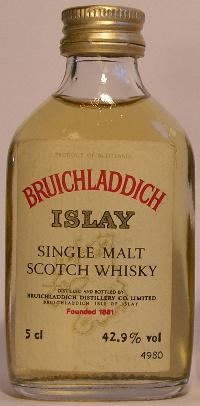 PRODUCT OF SCOTLAND
BRUICHLADDICH
ISLAY
SINGLE MALT
SCOTCH WHISKY
DISTILLED AND BOTTLED BY
BRUICHLADDICH DISTILLERY CO. LIMITED
BRUICHLADDICH ISLE OF ISLAY
Founded 1881
5 cl 42.9% vol
4980